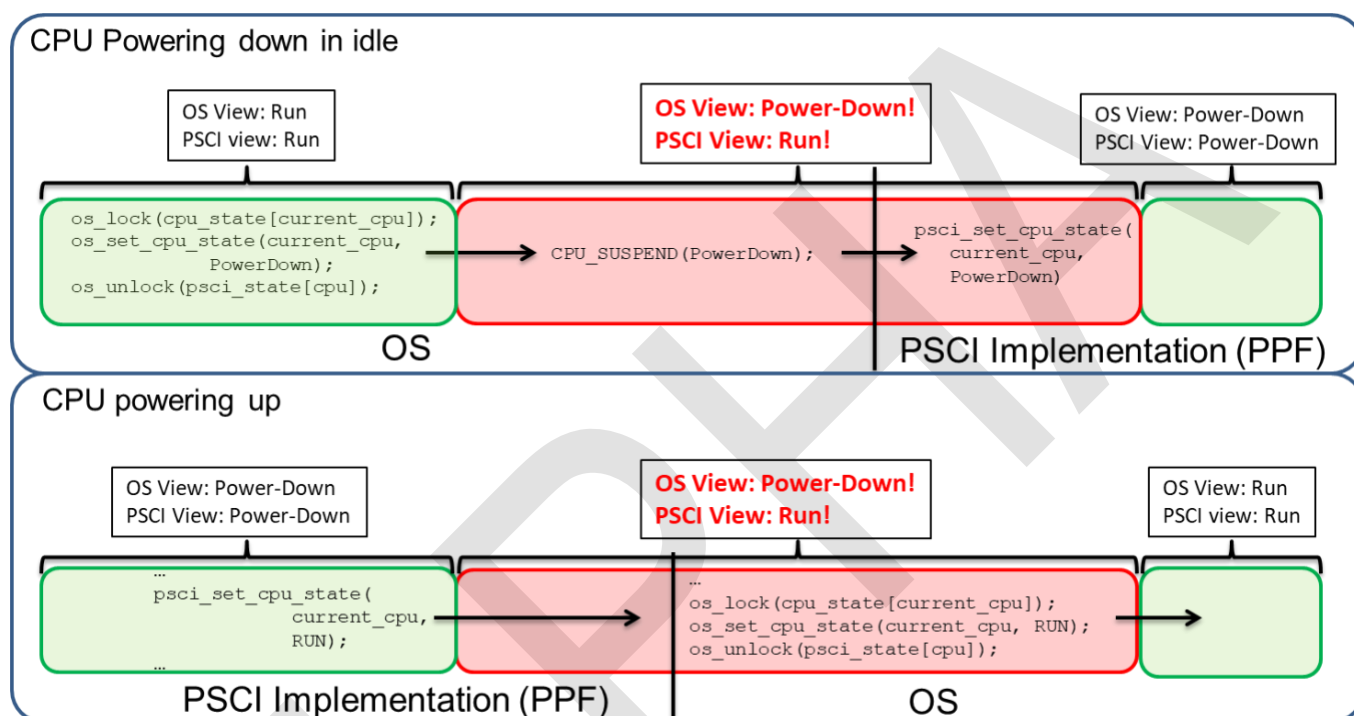 CPU Powering down in idle
OS View: Run
PSCI view: Run
OS View: Power-Down!
PSCI View: Run!
OS View: Power-Down
PSCI View: Power-Down
os_lock(cpu_state[current_cpu]);
os_set_cpu_state(current_cpu,
PowerDown);
os_unlock(psci_state[cpu]);
CPU_SUSPEND(PowerDown);
psci_set_cpu_state(
current_cpu,
PowerDown)
OS
PSCI Implementation (PPF)
CPU powering up
OS View: Power-Down
PSCI View: Power-Down
OS View: Power-Down!
PSCI View: Run!
OS View: Run
PSCI view: Run
…
psci_set_cpu_state(
current_cpu,
RUN);
…
…
os_lock(cpu_state[current_cpu]);
os_set_cpu_state(current_cpu, RUN);
os_unlock(psci_state[cpu]);
PSCI Implementation (PPF)
OS
PHA